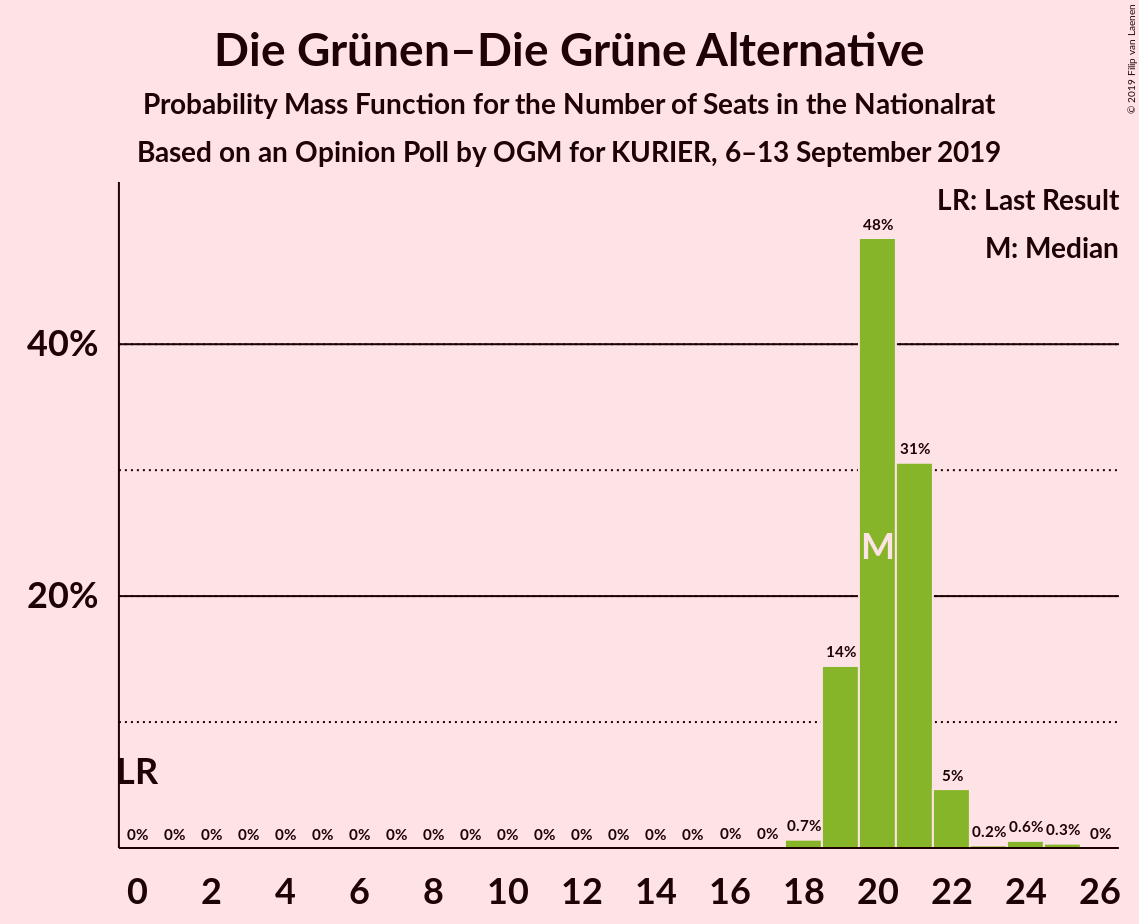 Die Grünen–Die Grüne Alternative
Probability Mass Function for the Number of Seats in the Nationalrat
Based on an Opinion Poll by OGM for KURIER, 6–13 September 2019
© 2019 Filip van Laenen
LR: Last Result
M: Median
40%
20%
LR
M
0% 0% 0% 0% 0% 0% 0% 0% 0% 0% 0% 0% 0% 0% 0% 0% 0% 0% 0.7% 14% 48% 31% 5% 0.2% 0.6% 0.3% 0%
0 2 4 6 8 10 12 14 16 18 20 22 24 26